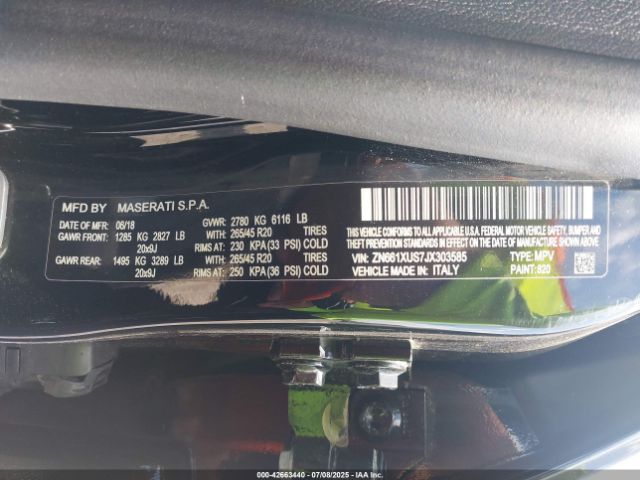 MFD BY MASERATI S.P.A.
DATE OF MFR: 06/18 GVWR: 2780 KG 6116 LB
GAWR FRONT: 1285 KG 2827 LB WITH: 265/45 R20 TIRES
20x9J RIMS AT: 230 KPA (33 PSI) COLD
GAWR REAR: 1495 KG 3289 LB WITH: 265/45 R20 TIRES
20x9J RIMS AT: 250 KPA (36 PSI) COLD
THIS VEHICLE CONFORMS TO ALL APPLICABLE U.S.A. FEDERAL MOTOR VEHICLE SAFETY, BUMPER AND
THEFT PREVENTION STANDARDS IN EFFECT ON THE DATE OF MANUFACTURE SHOWN ABOVE.
VIN: ZN661XUS7JX303585 TYPE: MPV
VEHICLE MADE IN: ITALY PAINT: 820
000-42663440 - 07/08/2025 - IAAI.com